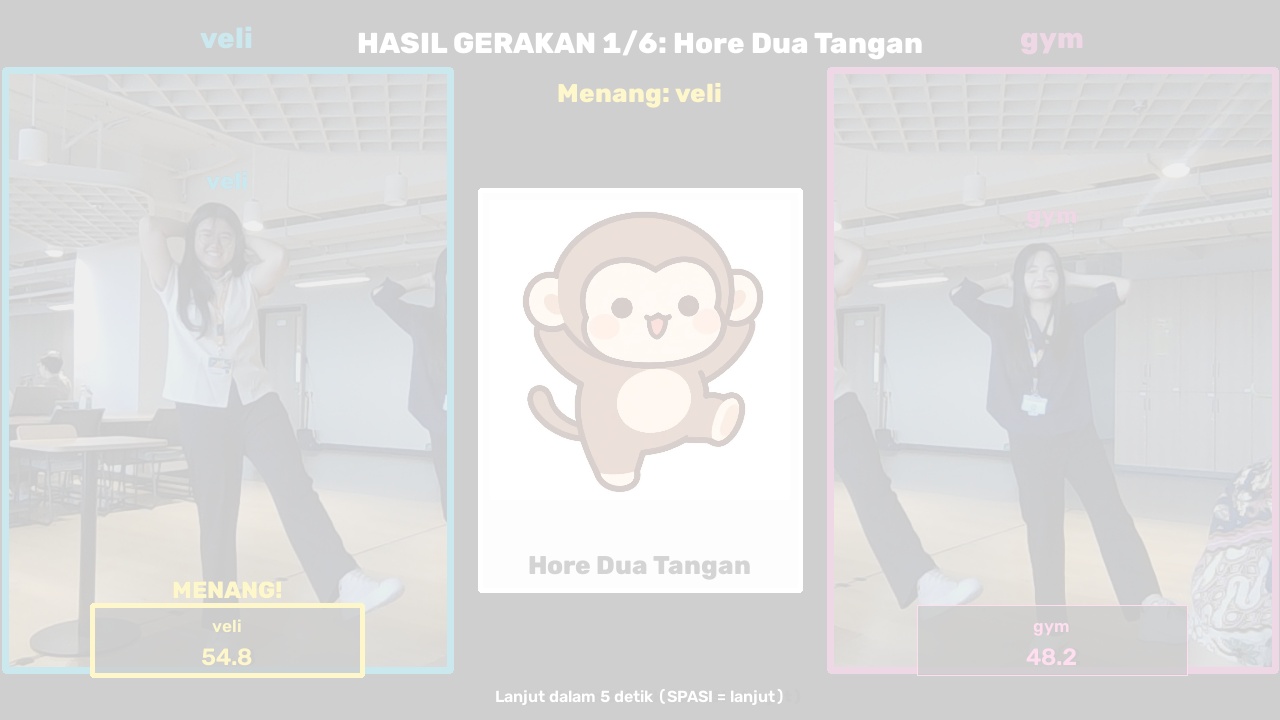 veli
HASIL GERAKAN 1/6: Hore Dua Tangan
gym
Menang: veli
veli
gym
Hore Dua Tangan
MENANG!
veli
54.8
gym
48.2
Lanjut dalam 5 detik (SPASI = lanjut)